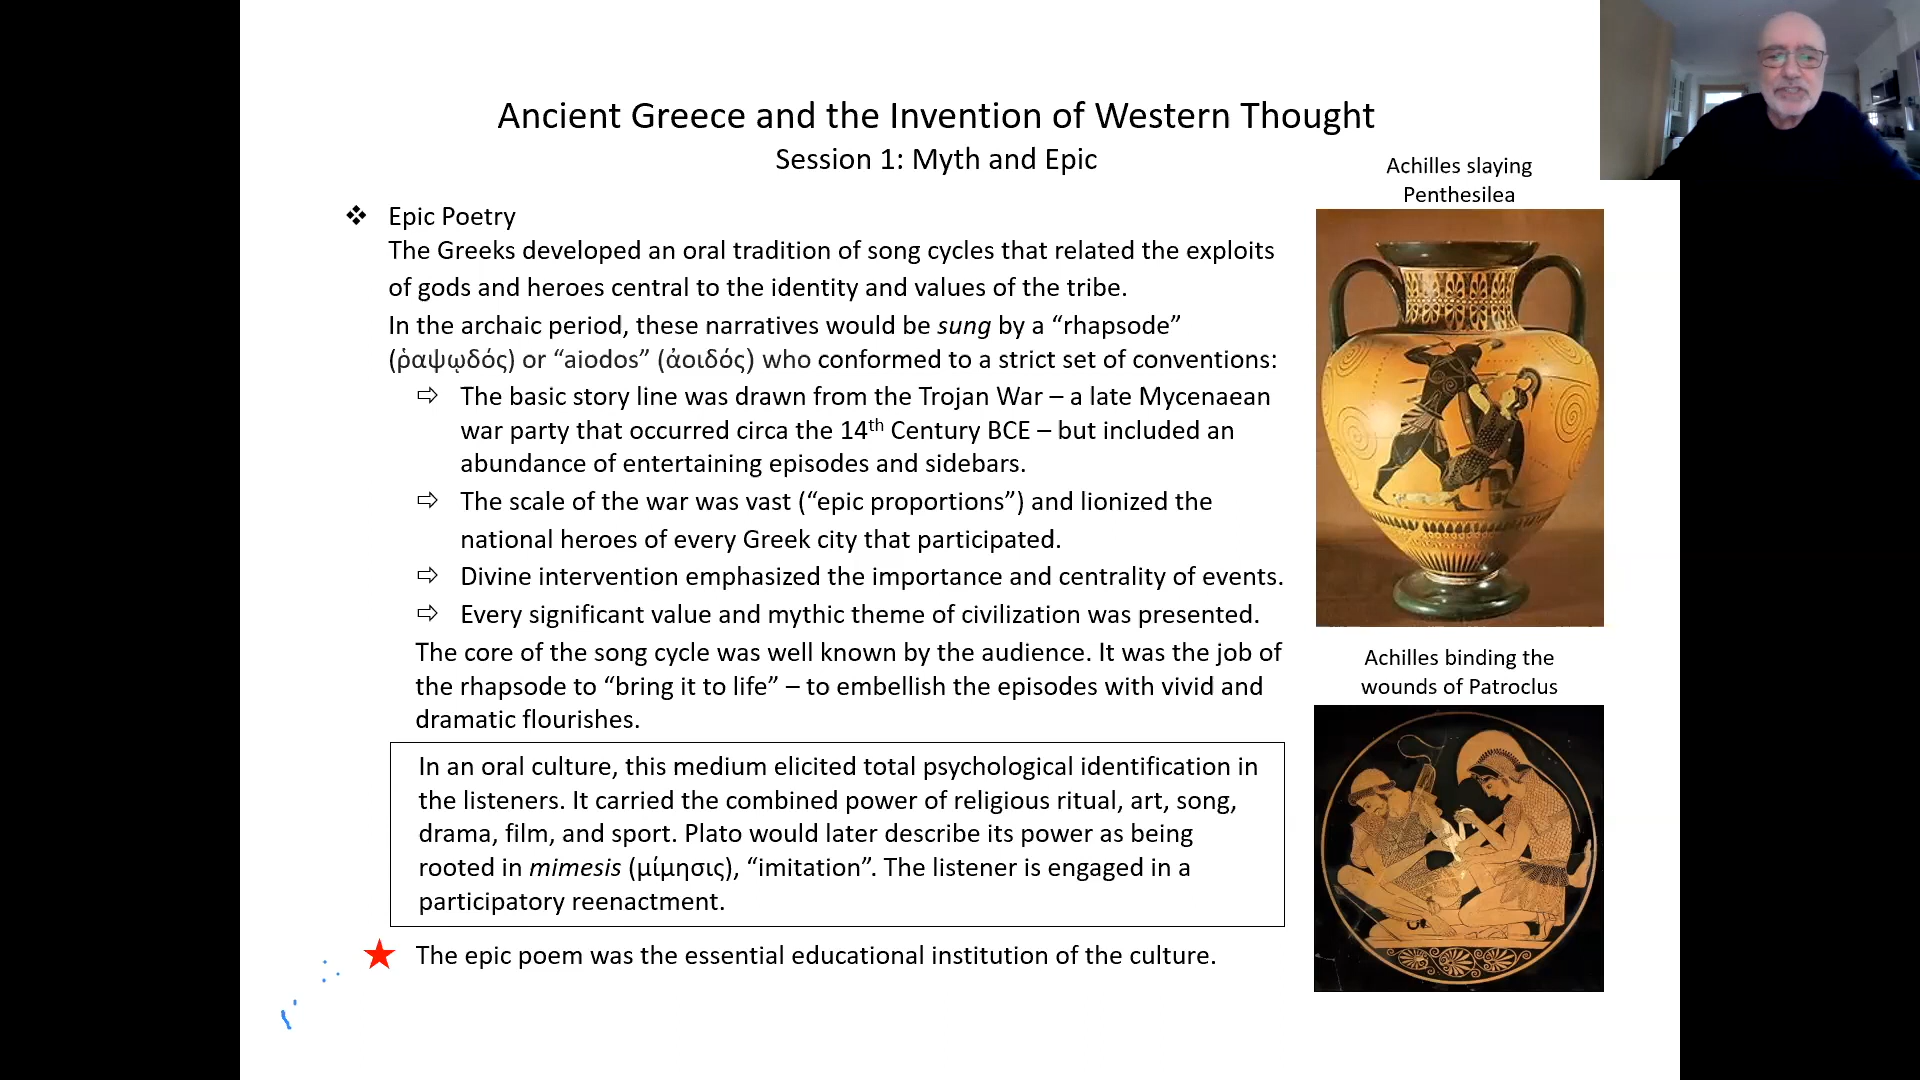 Ancient Greece and the Invention of Western Thought
Session 1: Myth and Epic
❖ Epic Poetry
The Greeks developed an oral tradition of song cycles that related the exploits
of gods and heroes central to the identity and values of the tribe.
In the archaic period, these narratives would be sung by a “rhapsode”
(ῥαψῳδός) or “aiodos” (ἀοιδός) who conformed to a strict set of conventions:
⇨ The basic story line was drawn from the Trojan War – a late Mycenaean
war party that occurred circa the 14th Century BCE – but included an
abundance of entertaining episodes and sidebars.
⇨ The scale of the war was vast (“epic proportions”) and lionized the
national heroes of every Greek city that participated.
⇨ Divine intervention emphasized the importance and centrality of events.
⇨ Every significant value and mythic theme of civilization was presented.
The core of the song cycle was well known by the audience. It was the job of
the rhapsode to “bring it to life” – to embellish the episodes with vivid and
dramatic flourishes.
In an oral culture, this medium elicited total psychological identification in
the listeners. It carried the combined power of religious ritual, art, song,
drama, film, and sport. Plato would later describe its power as being
rooted in mimesis (μίμησις), “imitation”. The listener is engaged in a
participatory reenactment.
★ The epic poem was the essential educational institution of the culture.
Achilles slaying
Penthesilea
Achilles binding the
wounds of Patroclus